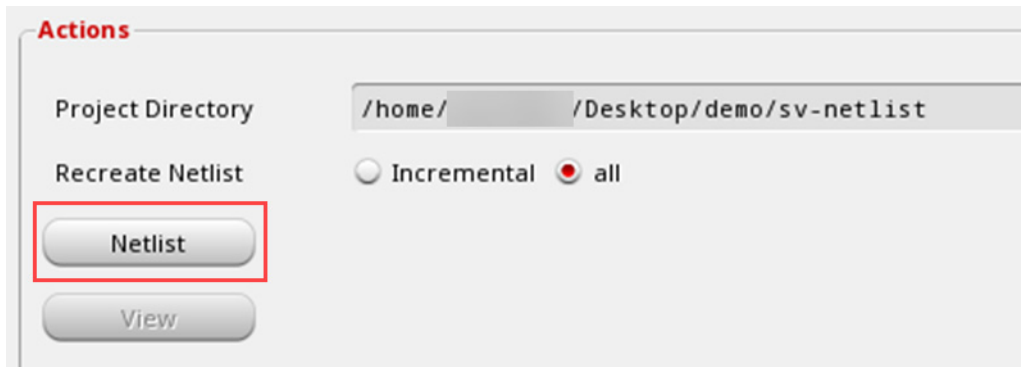 Actions
Project Directory /home/ /Desktop/demo/sv-netlist
Recreate Netlist Incremental all
Netlist
View